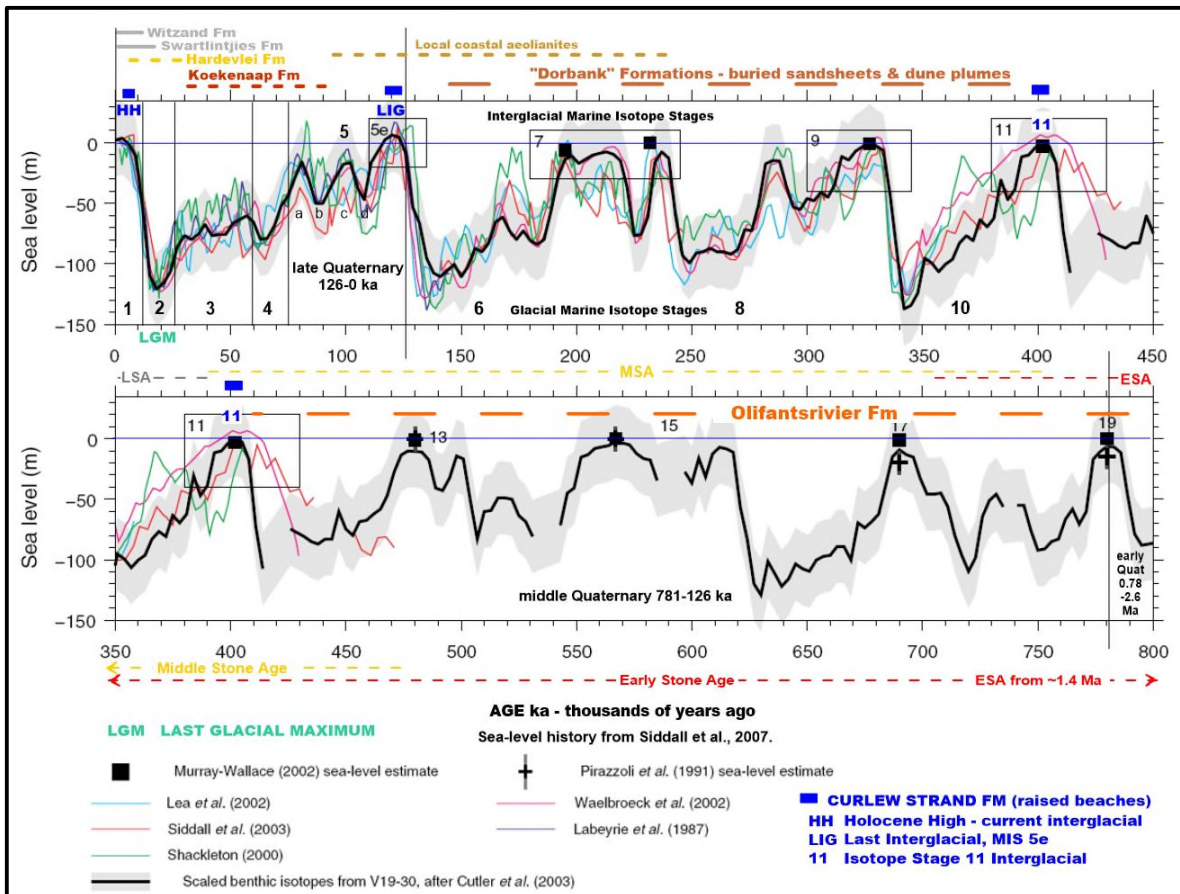 Witzand Fm
Swartlintjies Fm
Hardevlei Fm
Koekenaap Fm
Local coastal aeolianites
"Dorbank" Formations - buried sandsheets & dune plumes
HH
LIG
5e
5
Interglacial Marine Isotope Stages
7
9
11
11
0
-50
-100
-150
Sea level (m)
a b c d
late Quaternary
126-0 ka
1 2 3 4 6 8 10
Glacial Marine Isotope Stages
LGM
0 50 100 150 200 250 300 350 400 450
LSA
MSA
ESA
11
11
13
15
17
19
Olifantsrivier Fm
0
-50
-100
-150
Sea level (m)
middle Quaternary 781-126 ka
early
Quat
0.78
-2.6
Ma
350 400 450 500 550 600 650 700 750 800
Middle Stone Age
Early Stone Age
ESA from ~1.4 Ma
AGE ka - thousands of years ago
Sea-level history from Siddall et al., 2007.
LGM LAST GLACIAL MAXIMUM
Murray-Wallace (2002) sea-level estimate
Pirazzoli et al. (1991) sea-level estimate
Lea et al. (2002)
Waelbroeck et al. (2002)
Siddall et al. (2003)
Labeyrie et al. (1987)
Shackleton (2000)
Scaled benthic isotopes from V19-30, after Cutler et al. (2003)
CURLEW STRAND FM (raised beaches)
HH Holocene High - current interglacial
LIG Last Interglacial, MIS 5e
11 Isotope Stage 11 Interglacial